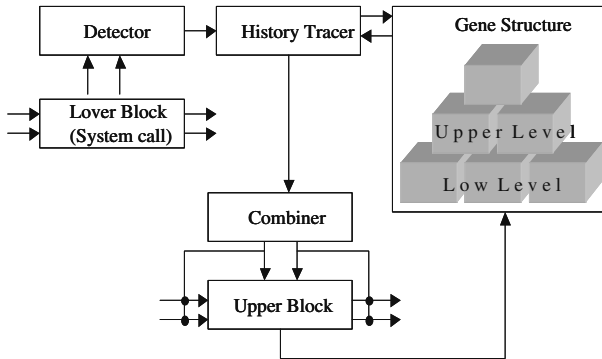 Detector
History Tracer
Gene Structure
Lover Block
(System call)
Upper Level
Low Level
Combiner
Upper Block